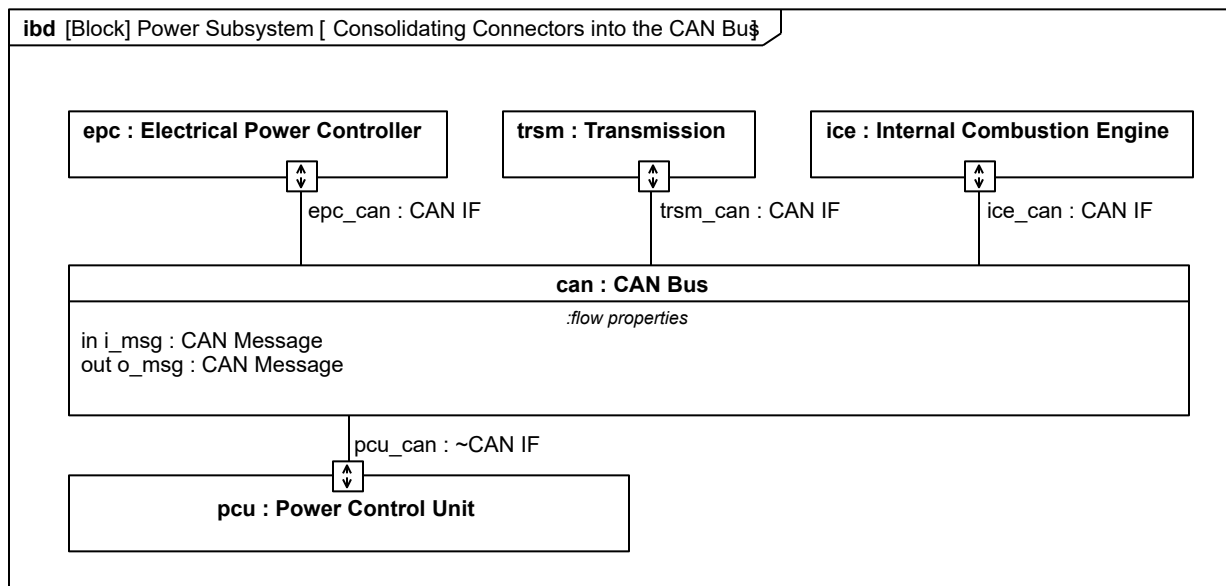 ibd [Block] Power Subsystem [ Consolidating Connectors into the CAN Bus ]
epc : Electrical Power Controller
trsm : Transmission
ice : Internal Combustion Engine
epc_can : CAN IF
trsm_can : CAN IF
ice_can : CAN IF
can : CAN Bus
:flow properties
in i_msg : CAN Message
out o_msg : CAN Message
pcu_can : ~CAN IF
pcu : Power Control Unit